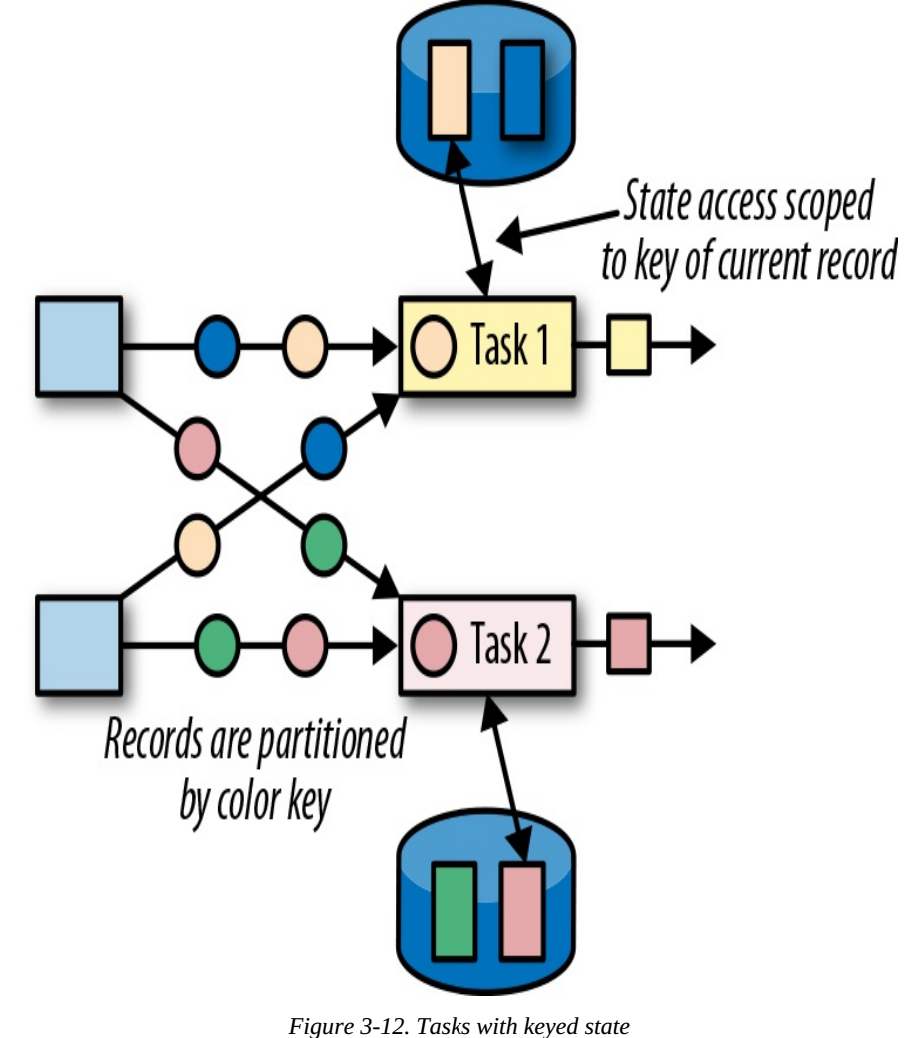 State access scoped
to key of current record
Task 1
Task 2
Records are partitioned
by color key
Figure 3-12. Tasks with keyed state